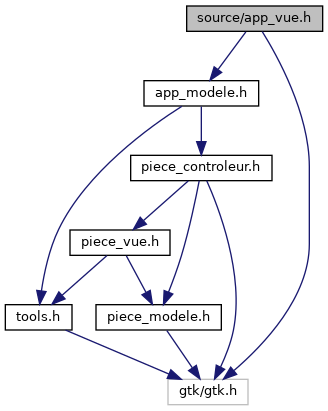 source/app_vue.h
app_modele.h
piece_controleur.h
piece_vue.h
tools.h
piece_modele.h
gtk/gtk.h